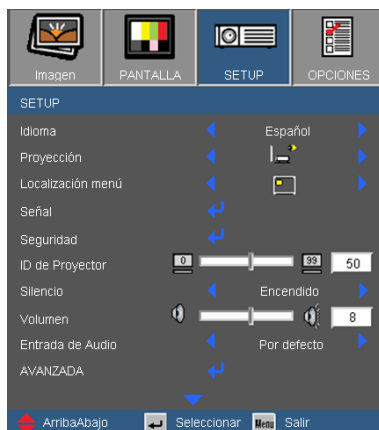 Imagen PANTALLA SETUP OPCIONES
SETUP
Idioma Español
Proyección
Localización menú
Señal
Seguridad
ID de Proyector 0 99 50
Silencio Encendido
Volumen 8
Entrada de Audio Por defecto
AVANZADA
ArribaAbajo Seleccionar Menu Salir